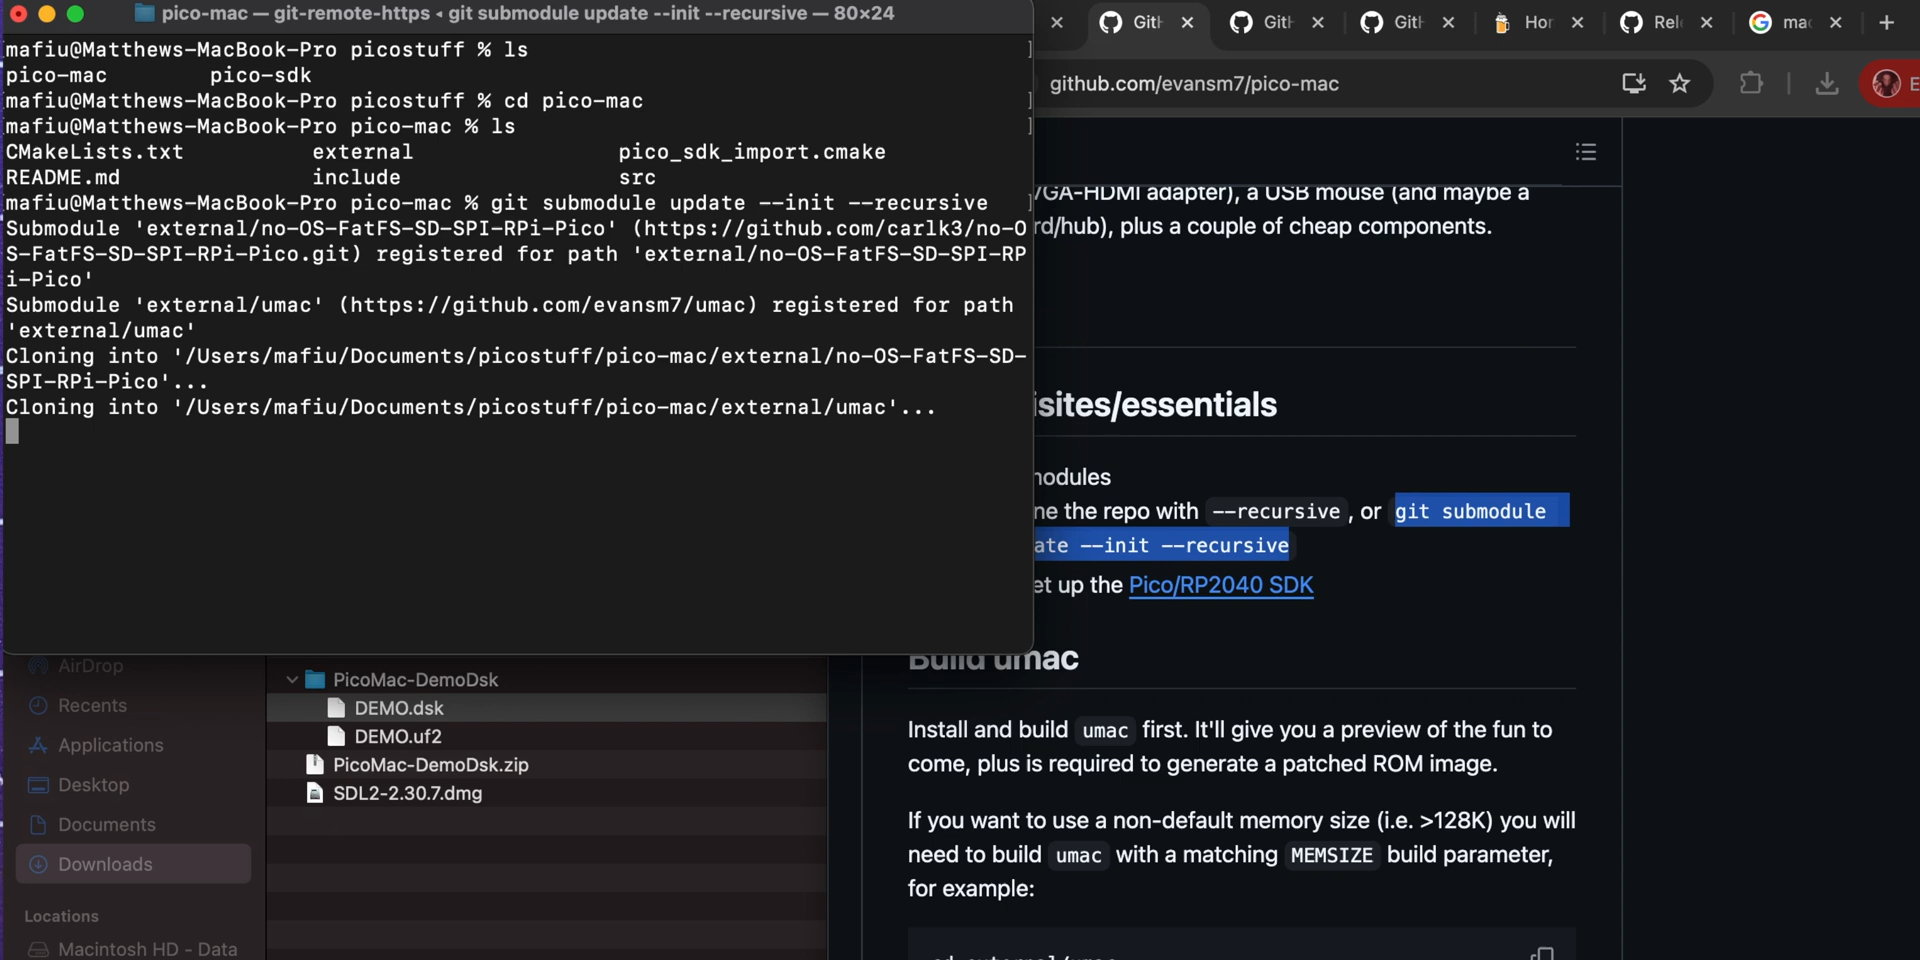 pico-mac — git-remote-https ◂ git submodule update --init --recursive — 80×24
mafiu@Matthews-MacBook-Pro picostuff % ls
pico-mac pico-sdk
mafiu@Matthews-MacBook-Pro picostuff % cd pico-mac
mafiu@Matthews-MacBook-Pro pico-mac % ls
CMakeLists.txt external pico_sdk_import.cmake
README.md include src
mafiu@Matthews-MacBook-Pro pico-mac % git submodule update --init --recursive
Submodule 'external/no-OS-FatFS-SD-SPI-RPi-Pico' (https://github.com/carlk3/no-O
S-FatFS-SD-SPI-RPi-Pico.git) registered for path 'external/no-OS-FatFS-SD-SPI-RP
i-Pico'
Submodule 'external/umac' (https://github.com/evansm7/umac) registered for path
'external/umac'
Cloning into '/Users/mafiu/Documents/picostuff/pico-mac/external/no-OS-FatFS-SD-
SPI-RPi-Pico'...
Cloning into '/Users/mafiu/Documents/picostuff/pico-mac/external/umac'...
AirDrop
Recents
Applications
Desktop
Documents
Downloads
Locations
Macintosh HD - Data
PicoMac-DemoDsk
DEMO.dsk
DEMO.uf2
PicoMac-DemoDsk.zip
SDL2-2.30.7.dmg
GitH GitH GitH Hor Rel mac
github.com/evansm7/pico-mac
E
/GA-HDMI adapter), a USB mouse (and maybe a
rd/hub), plus a couple of cheap components.
isites/essentials
nodules
ne the repo with --recursive, or git submodule
ate --init --recursive
et up the Pico/RP2040 SDK
Build umac
Install and build umac first. It'll give you a preview of the fun to
come, plus is required to generate a patched ROM image.
If you want to use a non-default memory size (i.e. >128K) you will
need to build umac with a matching MEMSIZE build parameter,
for example:
cd external/umac